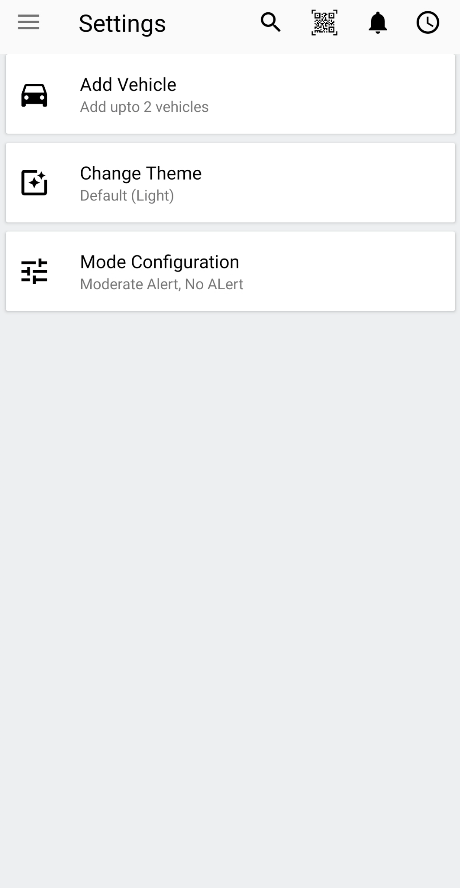 Settings
Add Vehicle
Add upto 2 vehicles
Change Theme
Default (Light)
Mode Configuration
Moderate Alert, No ALert